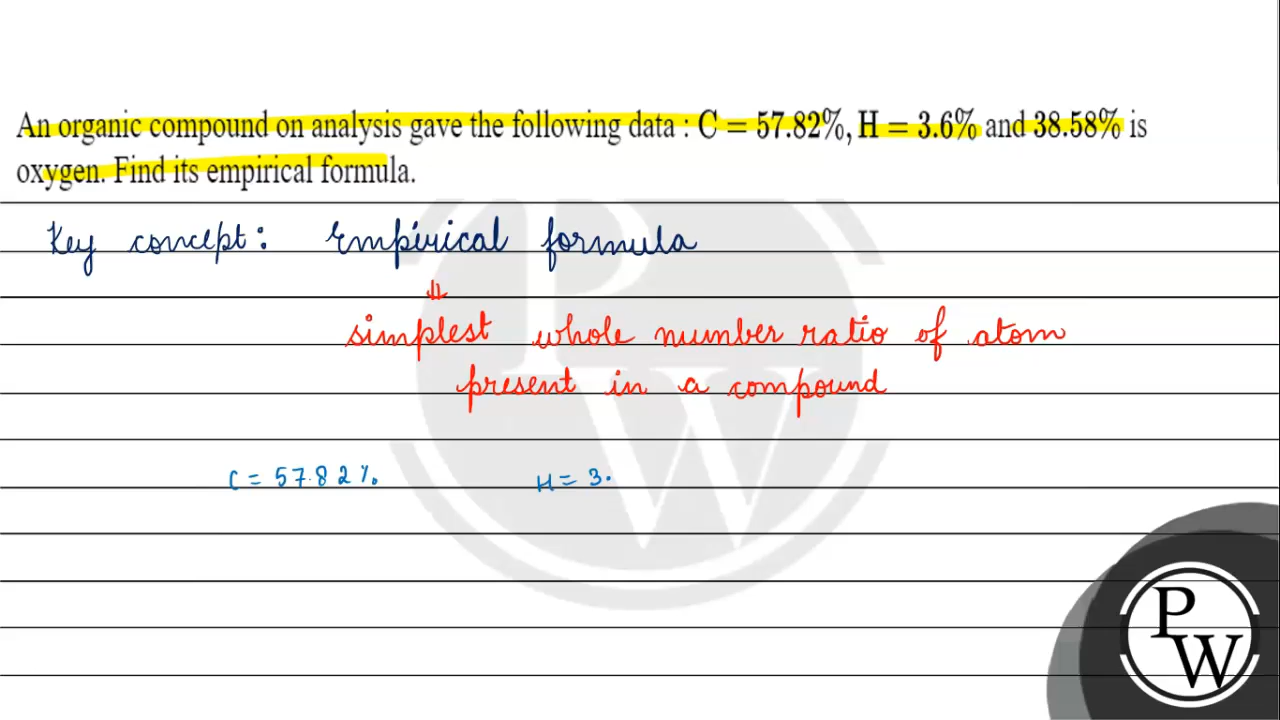 An organic compound on analysis gave the following data : C = 57.82%, H = 3.6% and 38.58% is
oxygen. Find its empirical formula.
Key concept: Empirical formula
⇓
simplest whole number ratio of atom
present in a compound
C = 57.82%. H = 3.
P
W